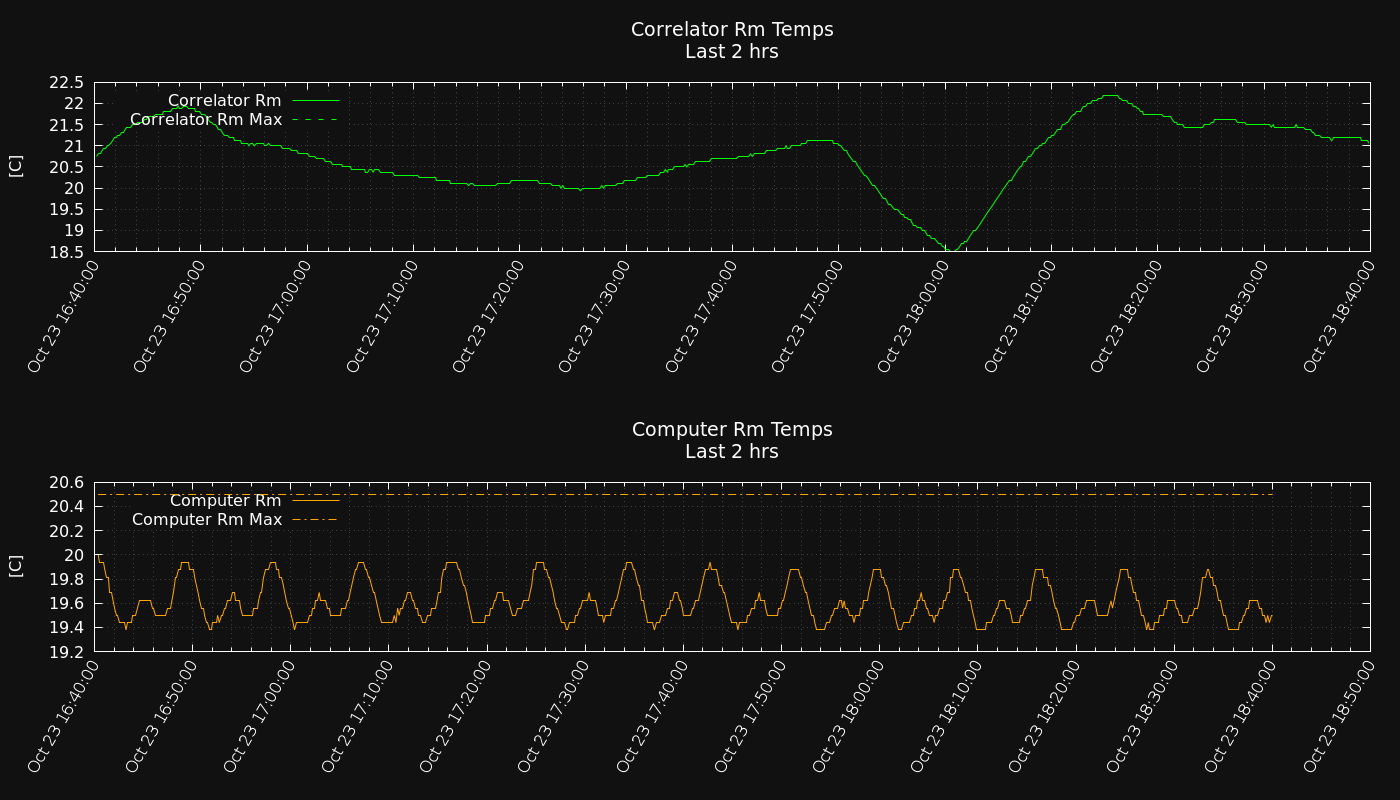 Correlator Rm Temps
Last 2 hrs
22.5
22
21.5
21
20.5
20
19.5
19
18.5
[C]
Correlator Rm
Correlator Rm Max
Oct 23 16:40:00
Oct 23 16:50:00
Oct 23 17:00:00
Oct 23 17:10:00
Oct 23 17:20:00
Oct 23 17:30:00
Oct 23 17:40:00
Oct 23 17:50:00
Oct 23 18:00:00
Oct 23 18:10:00
Oct 23 18:20:00
Oct 23 18:30:00
Oct 23 18:40:00
Computer Rm Temps
Last 2 hrs
20.6
20.4
20.2
20
19.8
19.6
19.4
19.2
[C]
Computer Rm
Computer Rm Max
Oct 23 16:40:00
Oct 23 16:50:00
Oct 23 17:00:00
Oct 23 17:10:00
Oct 23 17:20:00
Oct 23 17:30:00
Oct 23 17:40:00
Oct 23 17:50:00
Oct 23 18:00:00
Oct 23 18:10:00
Oct 23 18:20:00
Oct 23 18:30:00
Oct 23 18:40:00
Oct 23 18:50:00